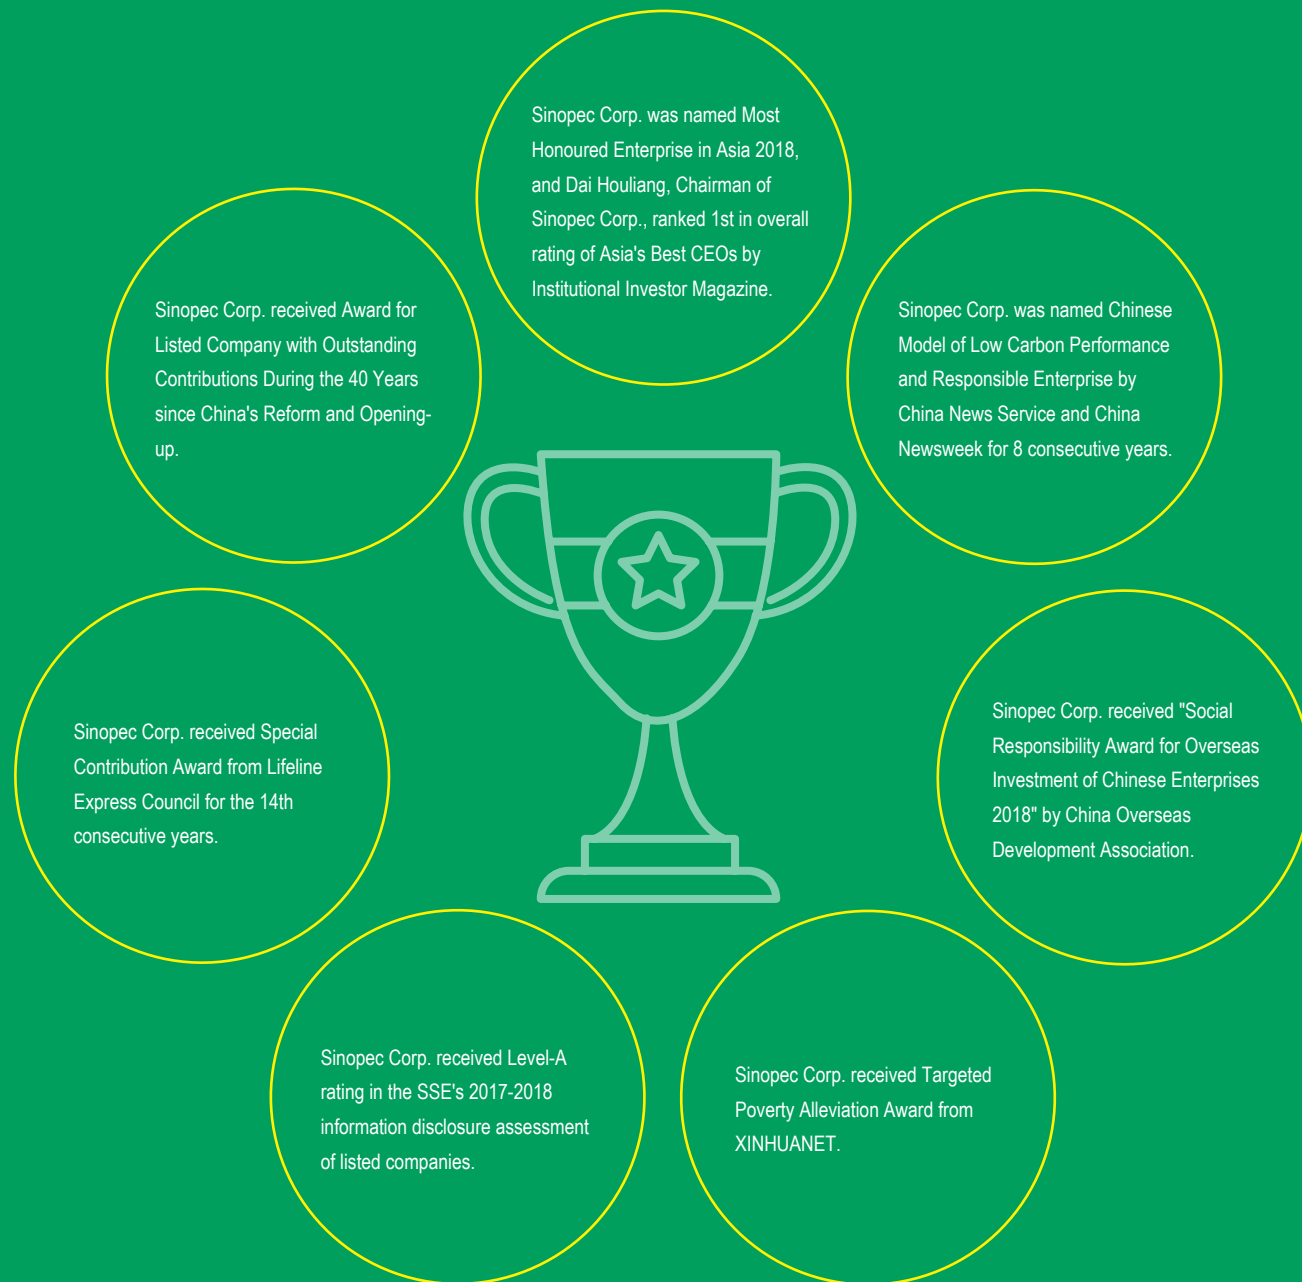 Sinopec Corp. was named Most
Honoured Enterprise in Asia 2018,
and Dai Houliang, Chairman of
Sinopec Corp., ranked 1st in overall
rating of Asia's Best CEOs by
Institutional Investor Magazine.
Sinopec Corp. received Award for
Listed Company with Outstanding
Contributions During the 40 Years
since China's Reform and Opening-
up.
Sinopec Corp. was named Chinese
Model of Low Carbon Performance
and Responsible Enterprise by
China News Service and China
Newsweek for 8 consecutive years.
Sinopec Corp. received Special
Contribution Award from Lifeline
Express Council for the 14th
consecutive years.
Sinopec Corp. received "Social
Responsibility Award for Overseas
Investment of Chinese Enterprises
2018" by China Overseas
Development Association.
Sinopec Corp. received Level-A
rating in the SSE's 2017-2018
information disclosure assessment
of listed companies.
Sinopec Corp. received Targeted
Poverty Alleviation Award from
XINHUANET.